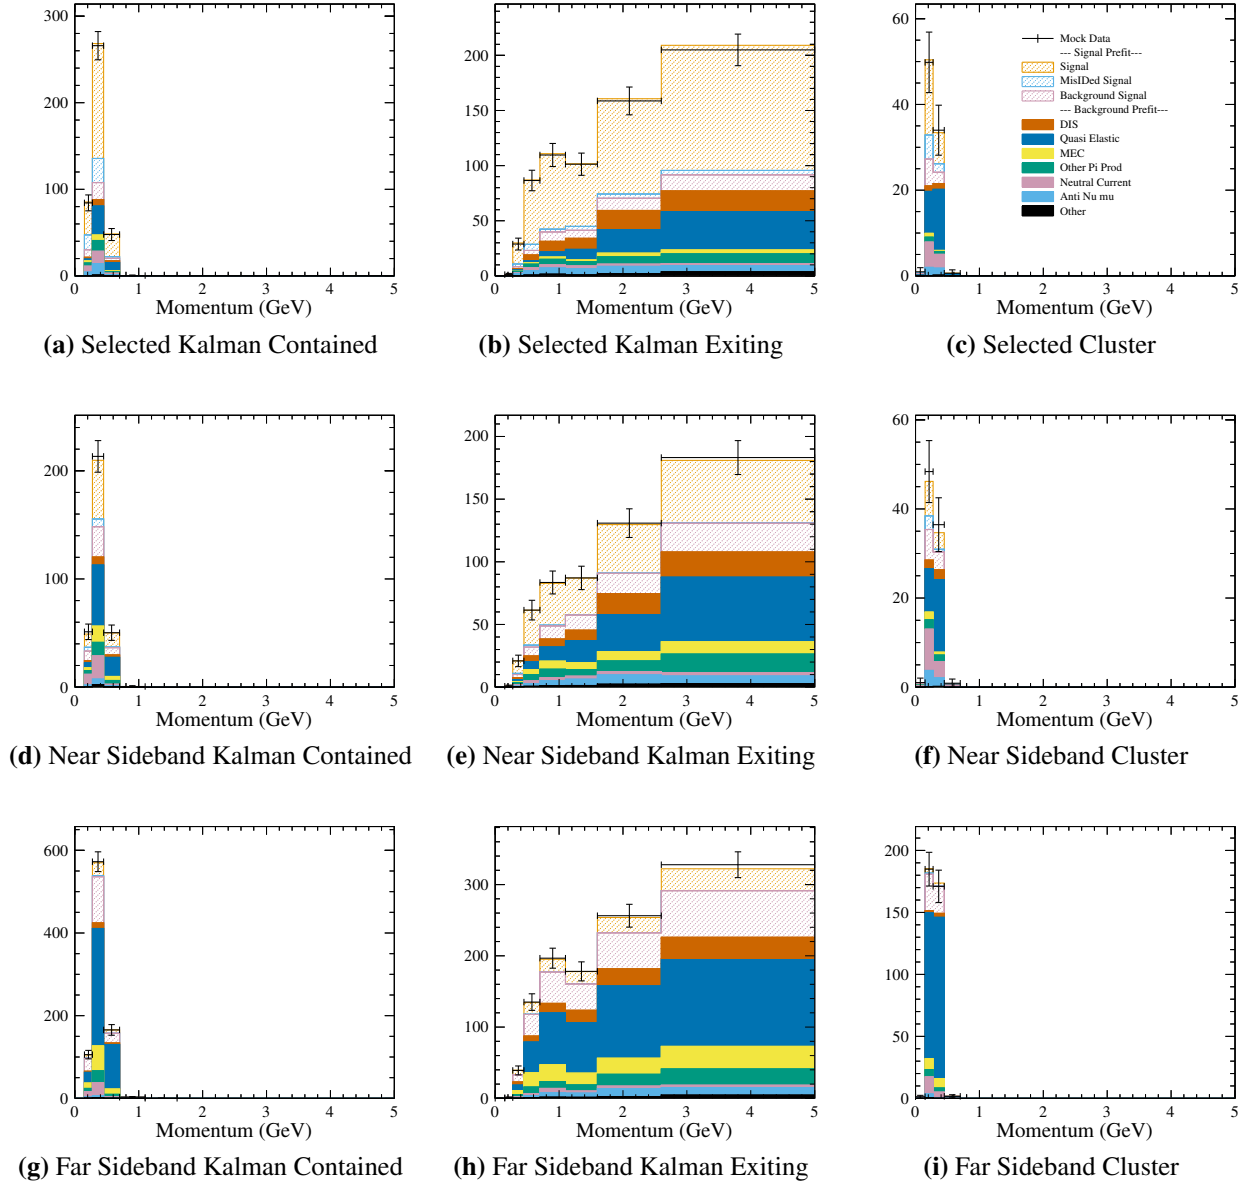 300
200
100
0
0 1 2 3 4 5
Momentum (GeV)
(a) Selected Kalman Contained
200
150
100
50
0
0 1 2 3 4 5
Momentum (GeV)
(b) Selected Kalman Exiting
60
40
20
0
0 1 2 3 4 5
Momentum (GeV)
Mock Data
--- Signal Prefit---
Signal
MisIDed Signal
Background Signal
--- Background Prefit---
DIS
Quasi Elastic
MEC
Other Pi Prod
Neutral Current
Anti Nu mu
Other
(c) Selected Cluster
200
100
0
0 1 2 3 4 5
Momentum (GeV)
(d) Near Sideband Kalman Contained
200
150
100
50
0
0 1 2 3 4 5
Momentum (GeV)
(e) Near Sideband Kalman Exiting
60
40
20
0
0 1 2 3 4 5
Momentum (GeV)
(f) Near Sideband Cluster
600
400
200
0
0 1 2 3 4 5
Momentum (GeV)
(g) Far Sideband Kalman Contained
300
200
100
0
0 1 2 3 4 5
Momentum (GeV)
(h) Far Sideband Kalman Exiting
200
150
100
50
0
0 1 2 3 4 5
Momentum (GeV)
(i) Far Sideband Cluster